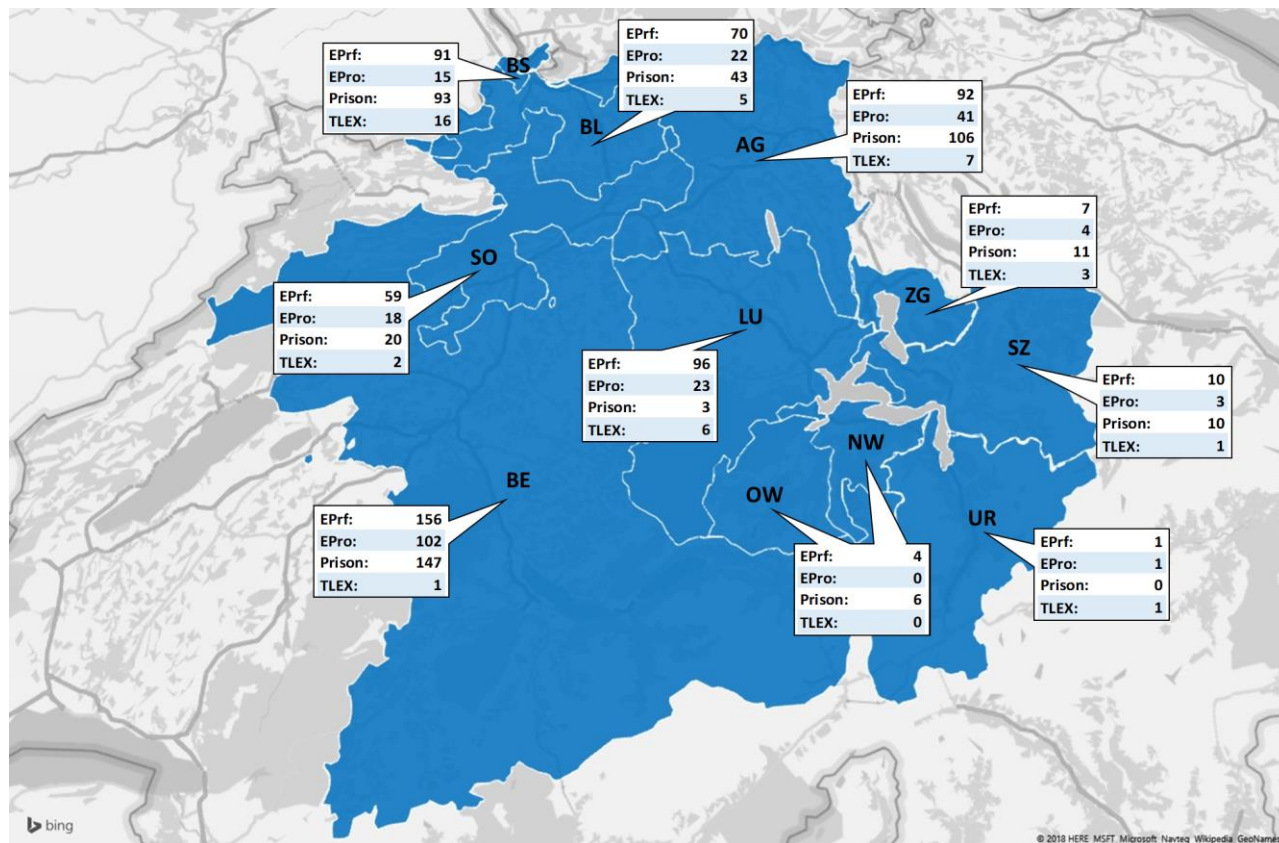 BS
EPrf: 91
EPro: 15
Prison: 93
TLEX: 16
EPrf: 70
EPro: 22
Prison: 43
TLEX: 5
BL
AG
EPrf: 92
EPro: 41
Prison: 106
TLEX: 7
EPrf: 7
EPro: 4
Prison: 11
TLEX: 3
SO
EPrf: 59
EPro: 18
Prison: 20
TLEX: 2
ZG
LU
EPrf: 96
EPro: 23
Prison: 3
TLEX: 6
SZ
EPrf: 10
EPro: 3
Prison: 10
TLEX: 1
BE
EPrf: 156
EPro: 102
Prison: 147
TLEX: 1
NW
OW
EPrf: 4
EPro: 0
Prison: 6
TLEX: 0
UR
EPrf: 1
EPro: 1
Prison: 0
TLEX: 1
bing
© 2018 HERE MSFT Microsoft Navteq Wikipedia GeoNames